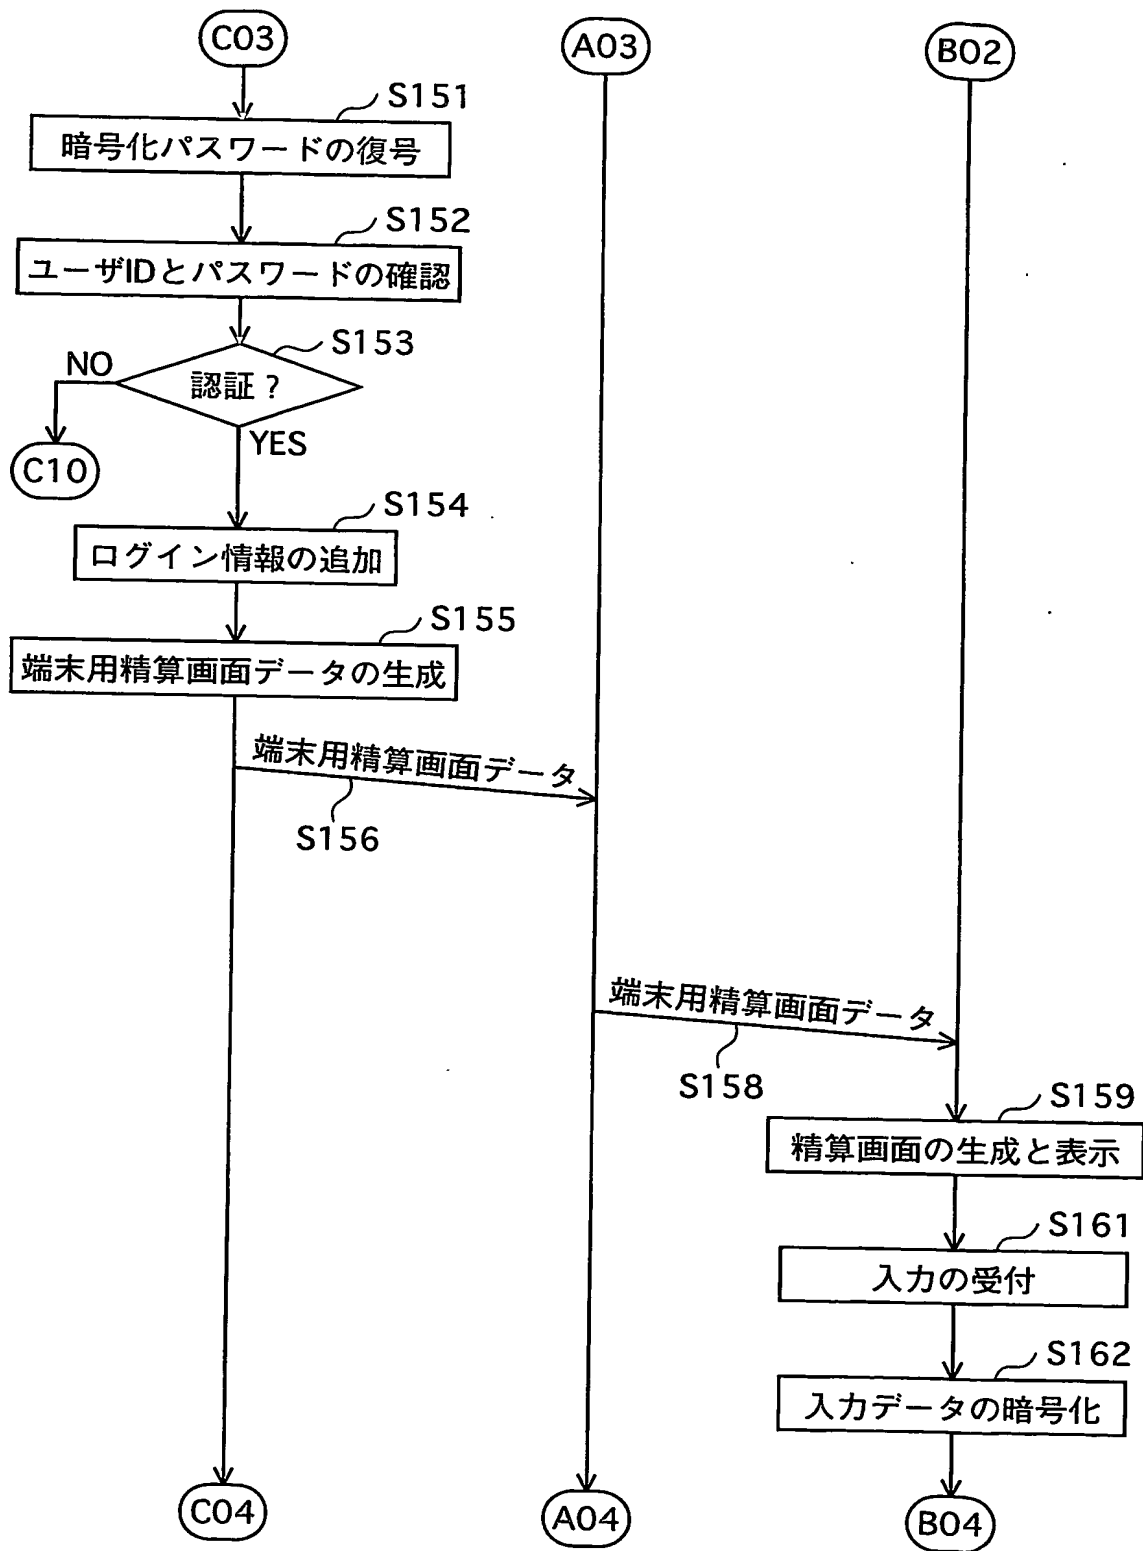 C03
A03
B02
S151
暗号化パスワードの復号
S152
ユーザIDとパスワードの確認
S153
NO
認証？
YES
C10
S154
ログイン情報の追加
S155
端末用精算画面データの生成
端末用精算画面データ
S156
端末用精算画面データ
S158
S159
精算画面の生成と表示
S161
入力の受付
S162
入力データの暗号化
C04
A04
B04